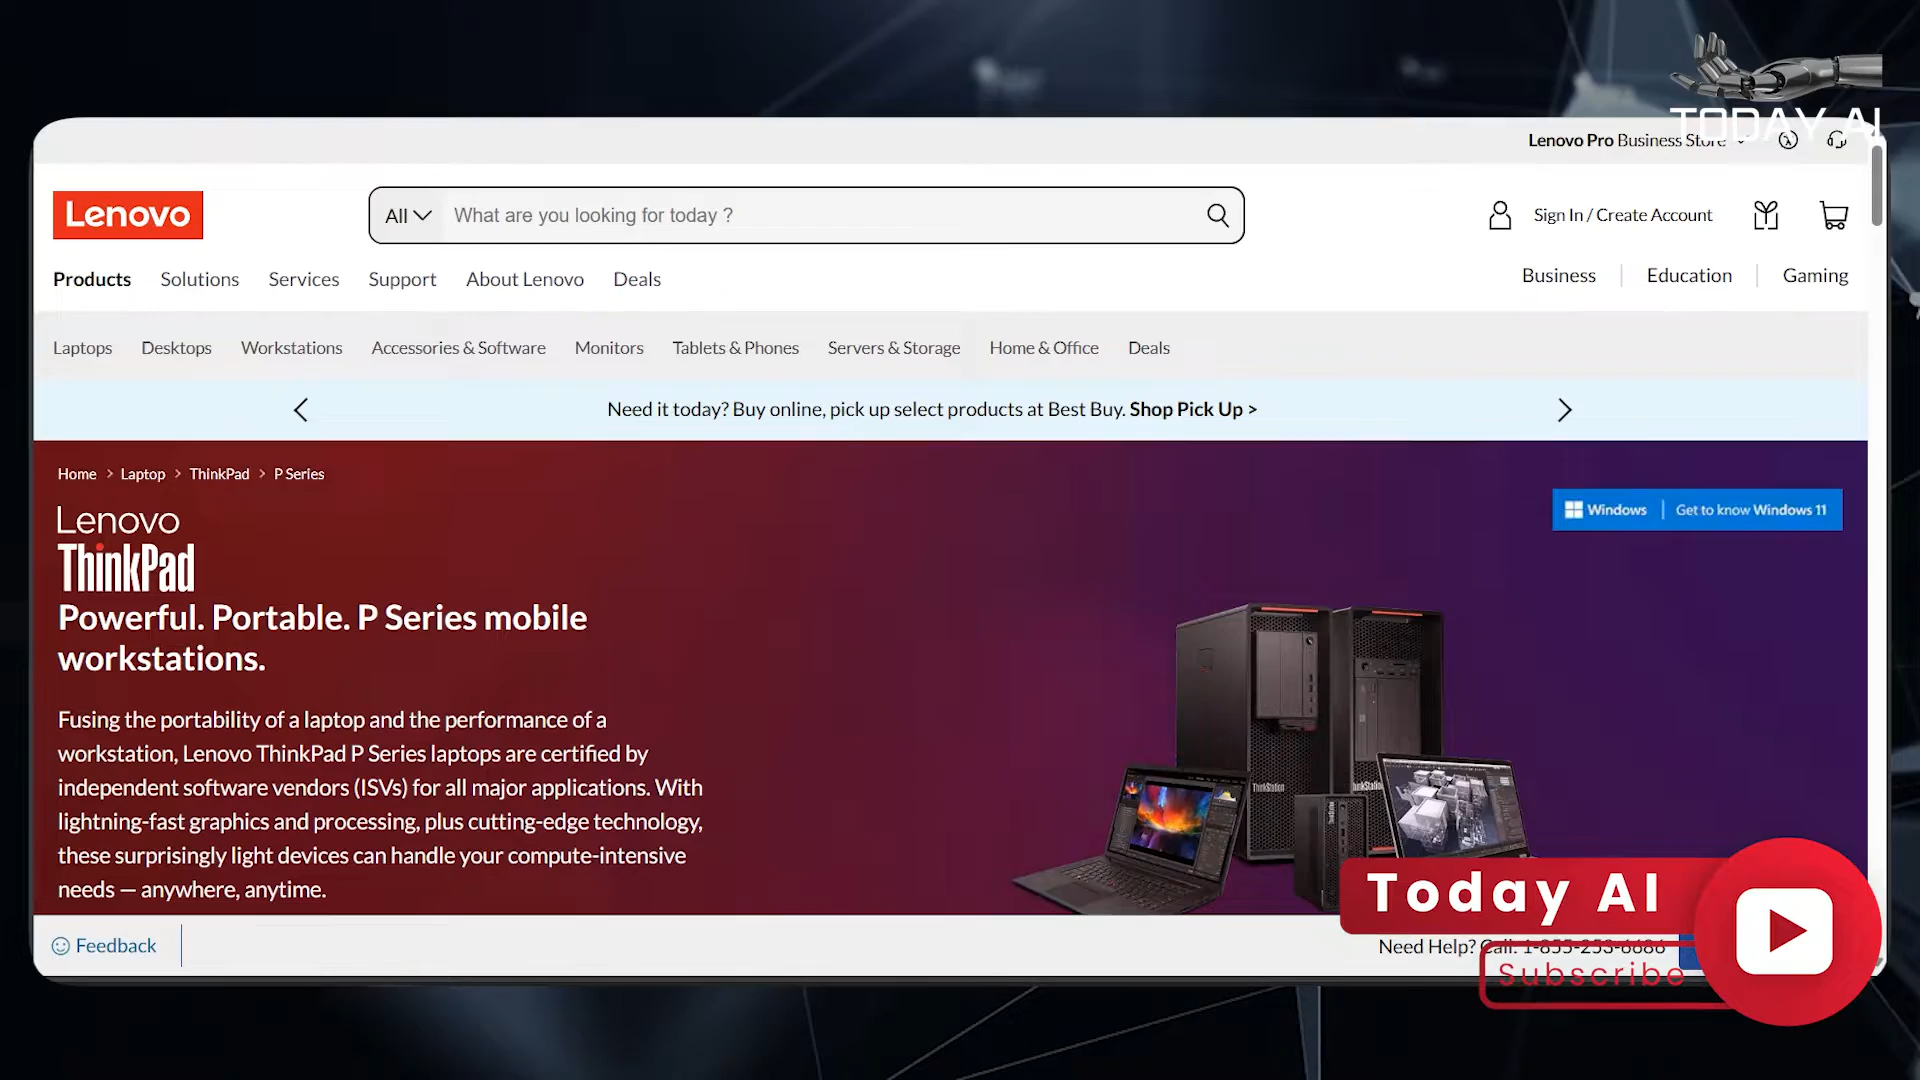 TODAY AI
Lenovo Pro Business Store
Lenovo
All
What are you looking for today ?
Sign In / Create Account
Products
Solutions
Services
Support
About Lenovo
Deals
Business
Education
Gaming
Laptops
Desktops
Workstations
Accessories & Software
Monitors
Tablets & Phones
Servers & Storage
Home & Office
Deals
Need it today? Buy online, pick up select products at Best Buy. Shop Pick Up >
Home > Laptop > ThinkPad > P Series
Windows | Get to know Windows 11
Lenovo
ThinkPad
Powerful. Portable. P Series mobile
workstations.
Fusing the portability of a laptop and the performance of a
workstation, Lenovo ThinkPad P Series laptops are certified by
independent software vendors (ISVs) for all major applications. With
lightning-fast graphics and processing, plus cutting-edge technology,
these surprisingly light devices can handle your compute-intensive
needs — anywhere, anytime.
ThinkStation
Today AI
Feedback
Need Help? Call: 1-855-253-6686
Subscribe